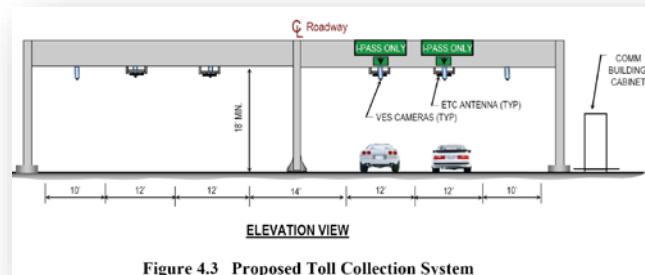 ℄ Roadway
I-PASS ONLY
I-PASS ONLY
COMM
BUILDING
CABINET
ETC ANTENNA (TYP)
VES CAMERAS (TYP)
18' MIN.
10'
12'
12'
14'
12'
12'
10'
ELEVATION VIEW
Figure 4.3 Proposed Toll Collection System